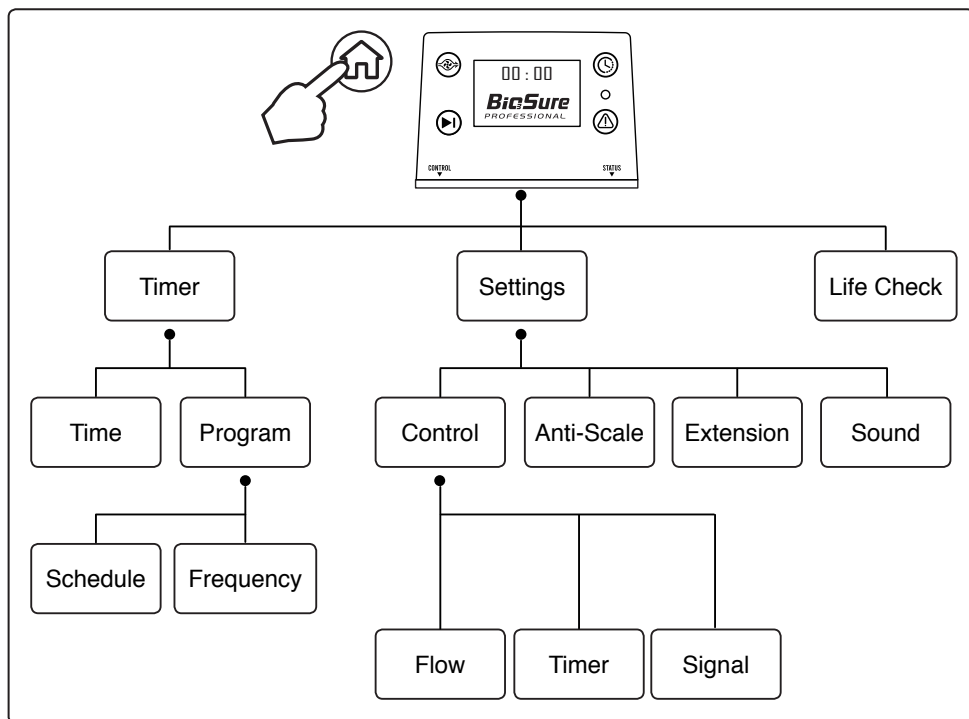 00:00
BioSure
PROFESSIONAL
CONTROL
STATUS
Timer
Settings
Life Check
Time
Program
Control
Anti-Scale
Extension
Sound
Schedule
Frequency
Flow
Timer
Signal